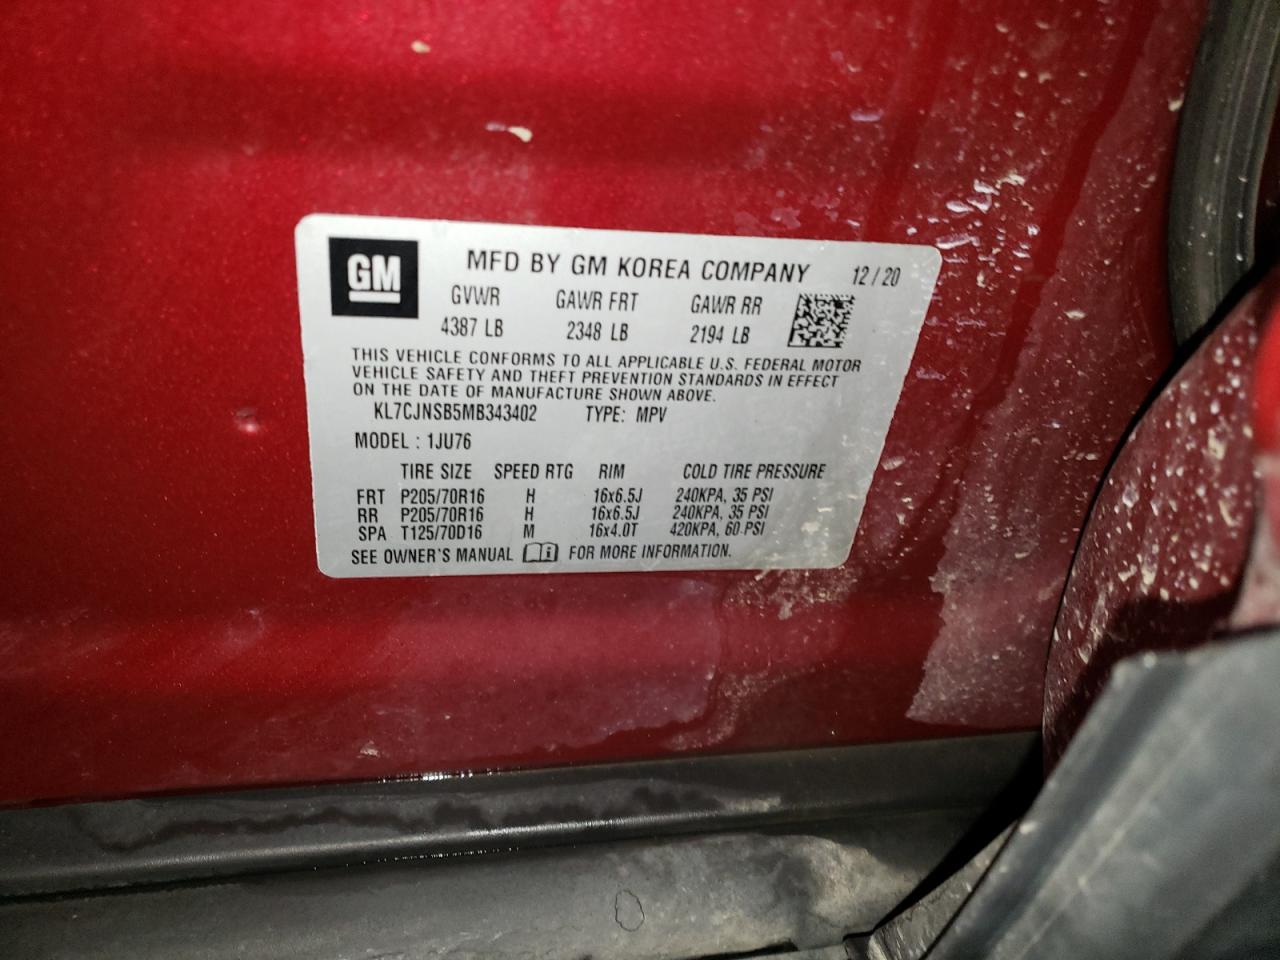 GM
MFD BY GM KOREA COMPANY 12 / 20
GVWR GAWR FRT GAWR RR
4387 LB 2348 LB 2194 LB
THIS VEHICLE CONFORMS TO ALL APPLICABLE U.S. FEDERAL MOTOR
VEHICLE SAFETY AND THEFT PREVENTION STANDARDS IN EFFECT
ON THE DATE OF MANUFACTURE SHOWN ABOVE.
KL7CJNSB5MB343402 TYPE: MPV
MODEL : 1JU76
TIRE SIZE SPEED RTG RIM COLD TIRE PRESSURE
FRT P205/70R16 H 16x6.5J 240KPA, 35 PSI
RR P205/70R16 H 16x6.5J 240KPA, 35 PSI
SPA T125/70D16 M 16x4.0T 420KPA, 60 PSI
SEE OWNER'S MANUAL FOR MORE INFORMATION.